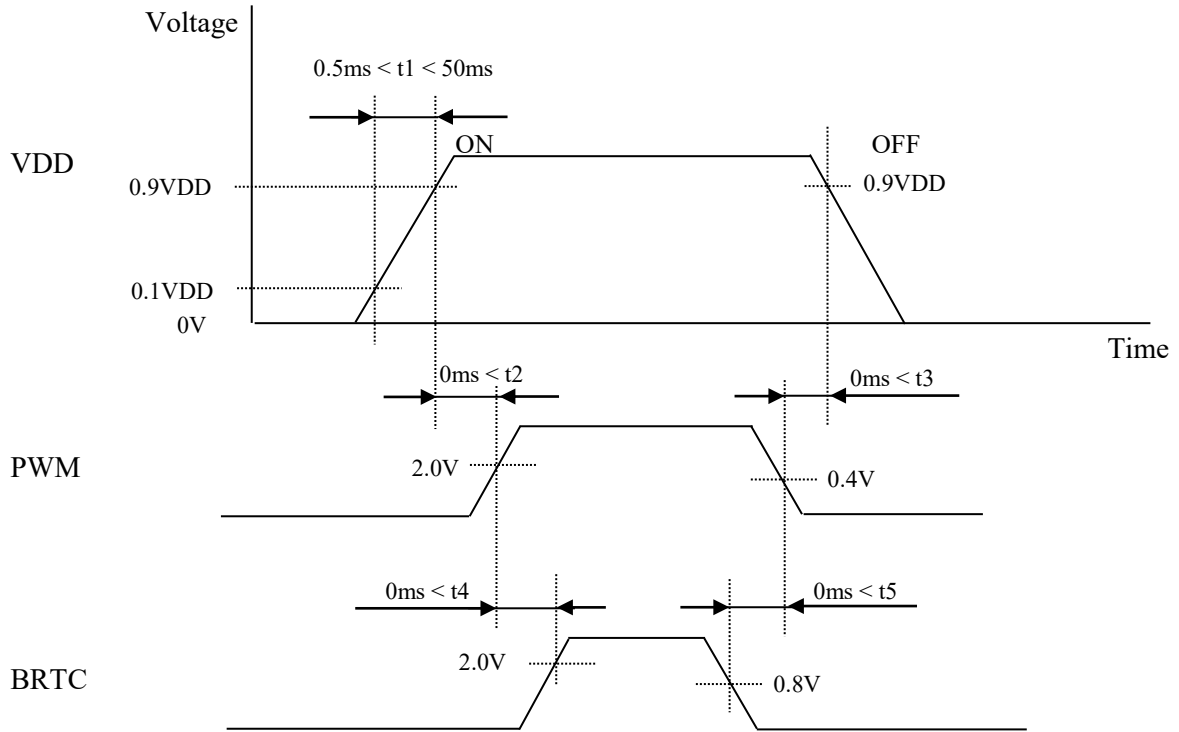 Voltage
0.5ms < t1 < 50ms
VDD
ON
OFF
0.9VDD
0.9VDD
0.1VDD
0V
Time
0ms < t2
0ms < t3
PWM
2.0V
0.4V
0ms < t4
0ms < t5
BRTC
2.0V
0.8V